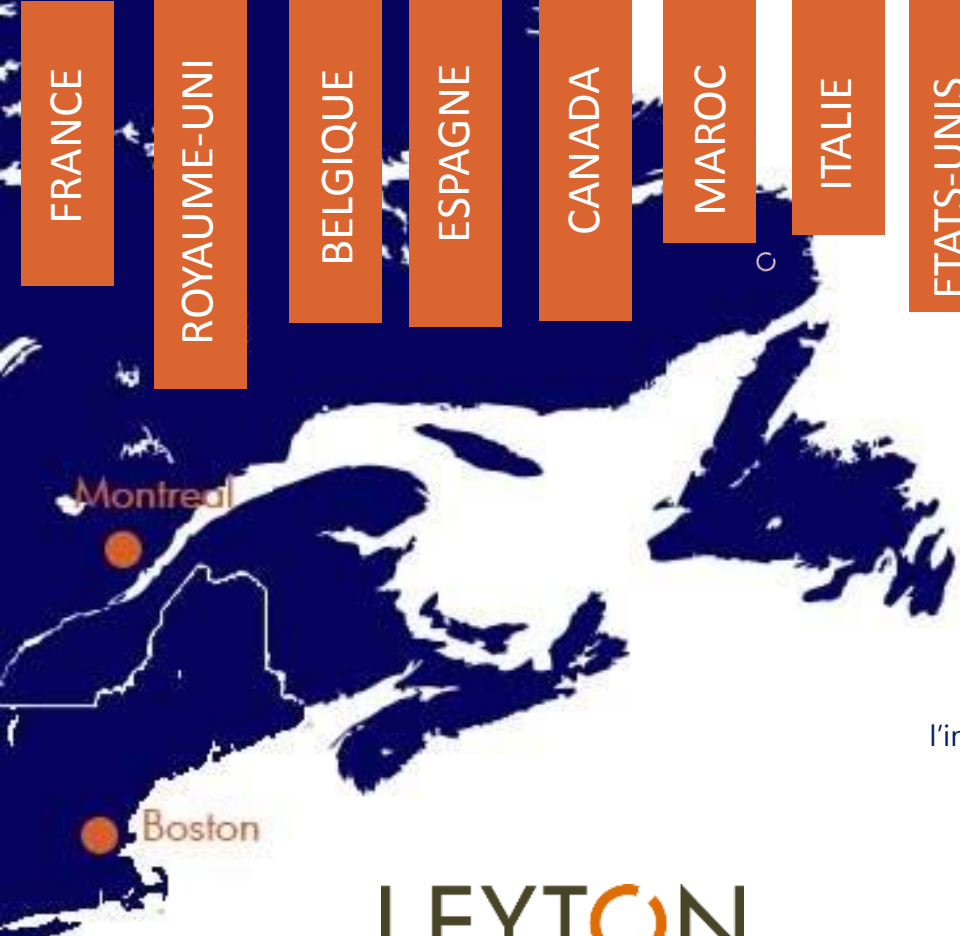 FRANCE
ROYAUME-UNI
BELGIQUE
ESPAGNE
CANADA
MAROC
ITALIE
ETATS-UNIS
Montreal
Boston
LEYTON